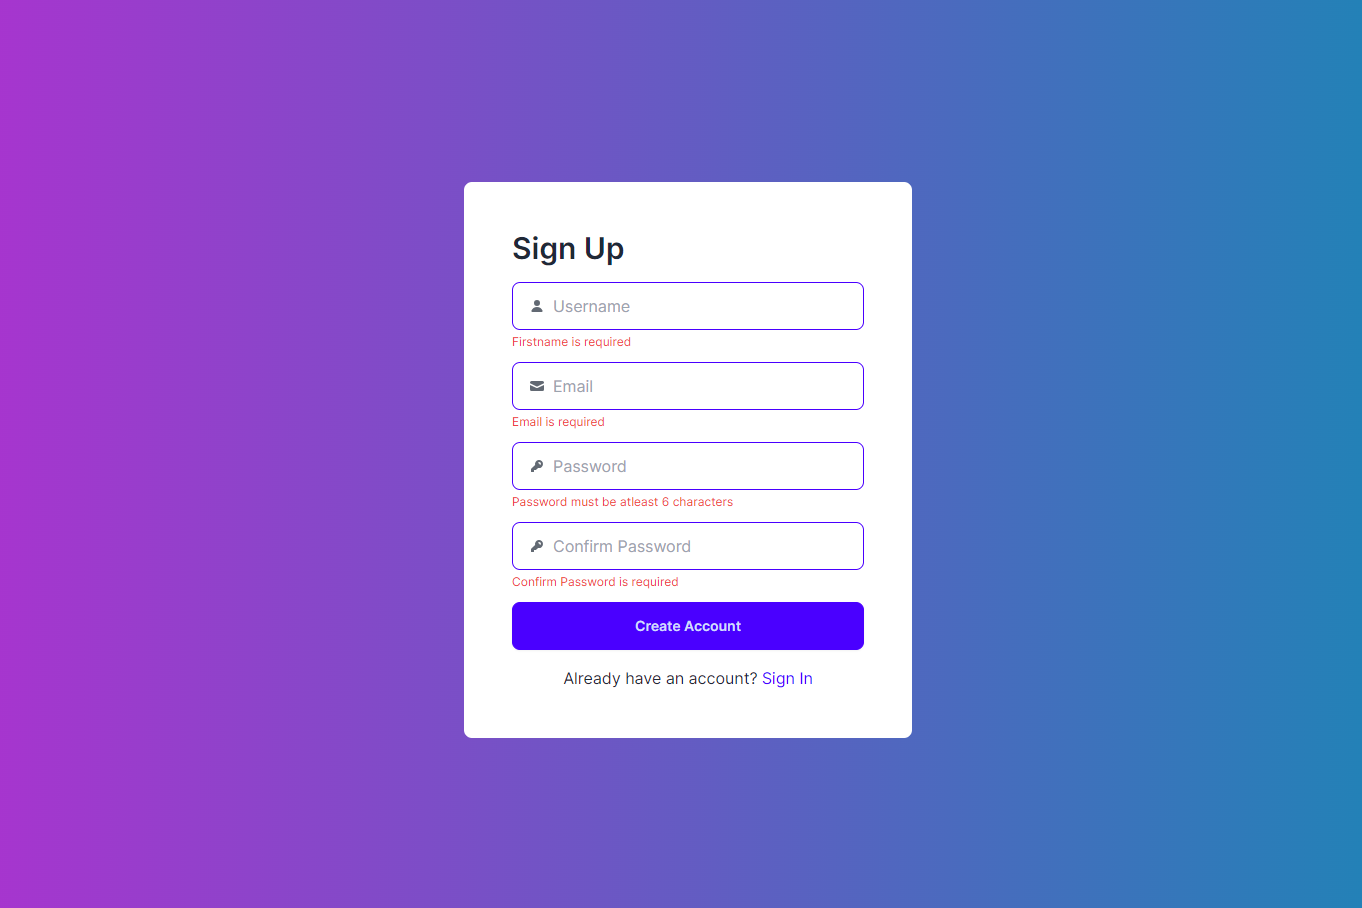 Sign Up
Username
Firstname is required
Email
Email is required
Password
Password must be atleast 6 characters
Confirm Password
Confirm Password is required
Create Account
Already have an account? Sign In